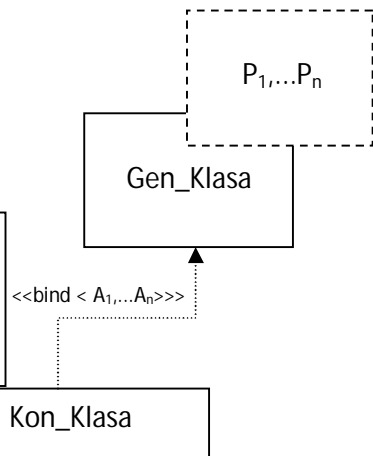 P₁,...Pₙ
Gen_Klasa
<<bind < A₁,...Aₙ>>>
Kon_Klasa